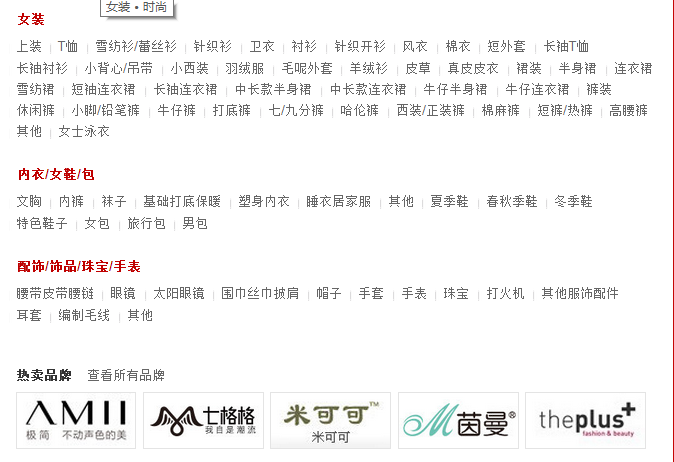 女装 • 时尚
女装
上装 T恤 雪纺衫/蕾丝衫 针织衫 卫衣 衬衫 针织开衫 风衣 棉衣 短外套 长袖T恤
长袖衬衫 小背心/吊带 小西装 羽绒服 毛呢外套 羊绒衫 皮草 真皮皮衣 裙装 半身裙 连衣裙
雪纺裙 短袖连衣裙 长袖连衣裙 中长款半身裙 中长款连衣裙 牛仔半身裙 牛仔连衣裙 裤装
休闲裤 小脚/铅笔裤 牛仔裤 打底裤 七/九分裤 哈伦裤 西装/正装裤 棉麻裤 短裤/热裤 高腰裤
其他 女士泳衣
内衣/女鞋/包
文胸 内裤 袜子 基础打底保暖 塑身内衣 睡衣居家服 其他 夏季鞋 春秋季鞋 冬季鞋
特色鞋子 女包 旅行包 男包
配饰/饰品/珠宝/手表
腰带皮带腰链 眼镜 太阳眼镜 围巾丝巾披肩 帽子 手套 手表 珠宝 打火机 其他服饰配件
耳套 编制毛线 其他
热卖品牌 查看所有品牌
AMII
极简 不动声色的美
七格格
我自是潮流
米可可™
米可可
茵曼®
theplus+
fashion & beauty